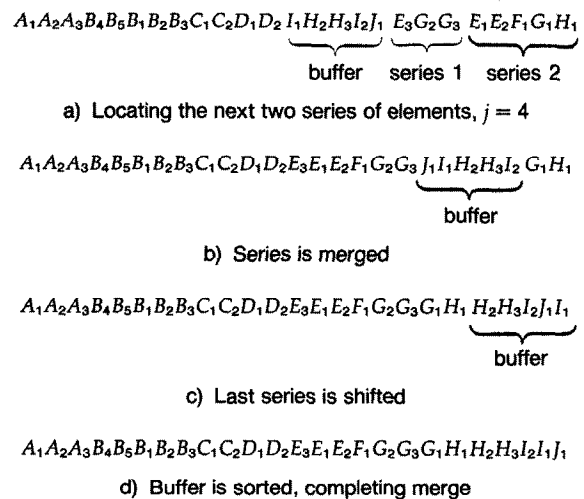 A₁A₂A₃B₄B₅B₁B₂B₃C₁C₂D₁D₂ I₁H₂H₃I₂J₁ E₃G₂G₃ E₁E₂F₁G₁H₁
buffer series 1 series 2
a) Locating the next two series of elements, j = 4
A₁A₂A₃B₄B₅B₁B₂B₃C₁C₂D₁D₂E₃E₁E₂F₁G₂G₃ J₁I₁H₂H₃I₂ G₁H₁
buffer
b) Series is merged
A₁A₂A₃B₄B₅B₁B₂B₃C₁C₂D₁D₂E₃E₁E₂F₁G₂G₃G₁H₁ H₂H₃I₂J₁I₁
buffer
c) Last series is shifted
A₁A₂A₃B₄B₅B₁B₂B₃C₁C₂D₁D₂E₃E₁E₂F₁G₂G₃G₁H₁H₂H₃I₂I₁J₁
d) Buffer is sorted, completing merge